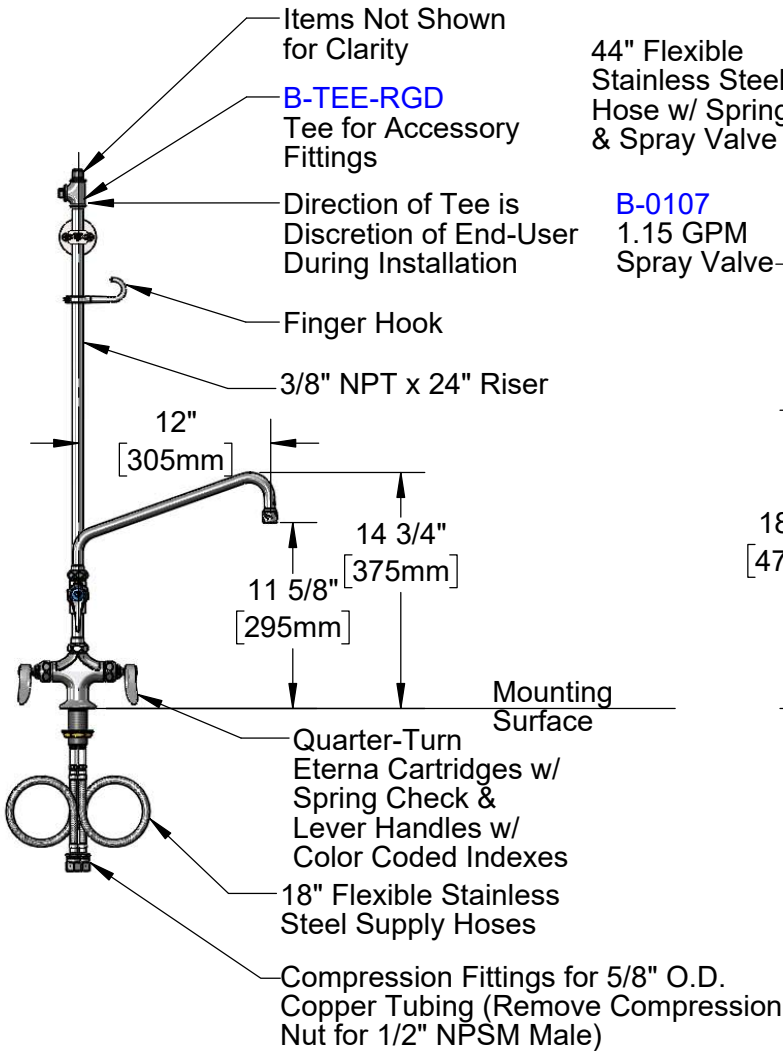 Items Not Shown
for Clarity
B-TEE-RGD
Tee for Accessory
Fittings
Direction of Tee is
Discretion of End-User
During Installation
Finger Hook
3/8" NPT x 24" Riser
44" Flexible
Stainless Steel
Hose w/ Spring
& Spray Valve
B-0107
1.15 GPM
Spray Valve
12"
[305mm]
14 3/4"
[375mm]
11 5/8"
[295mm]
18
[47
Mounting
Surface
Quarter-Turn
Eterna Cartridges w/
Spring Check &
Lever Handles w/
Color Coded Indexes
18" Flexible Stainless
Steel Supply Hoses
Compression Fittings for 5/8" O.D.
Copper Tubing (Remove Compression
Nut for 1/2" NPSM Male)